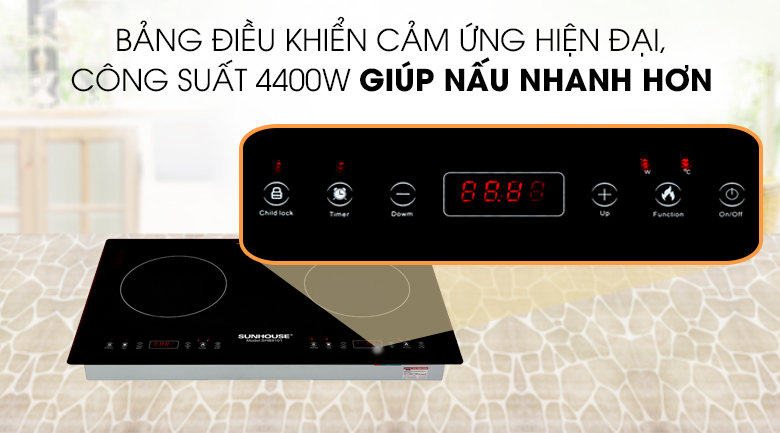 BẢNG ĐIỀU KHIỂN CẢM ỨNG HIỆN ĐẠI,
CÔNG SUẤT 4400W GIÚP NẤU NHANH HƠN
W °C
Child lock Timer Dowm Up Function On/Off
SUNHOUSE